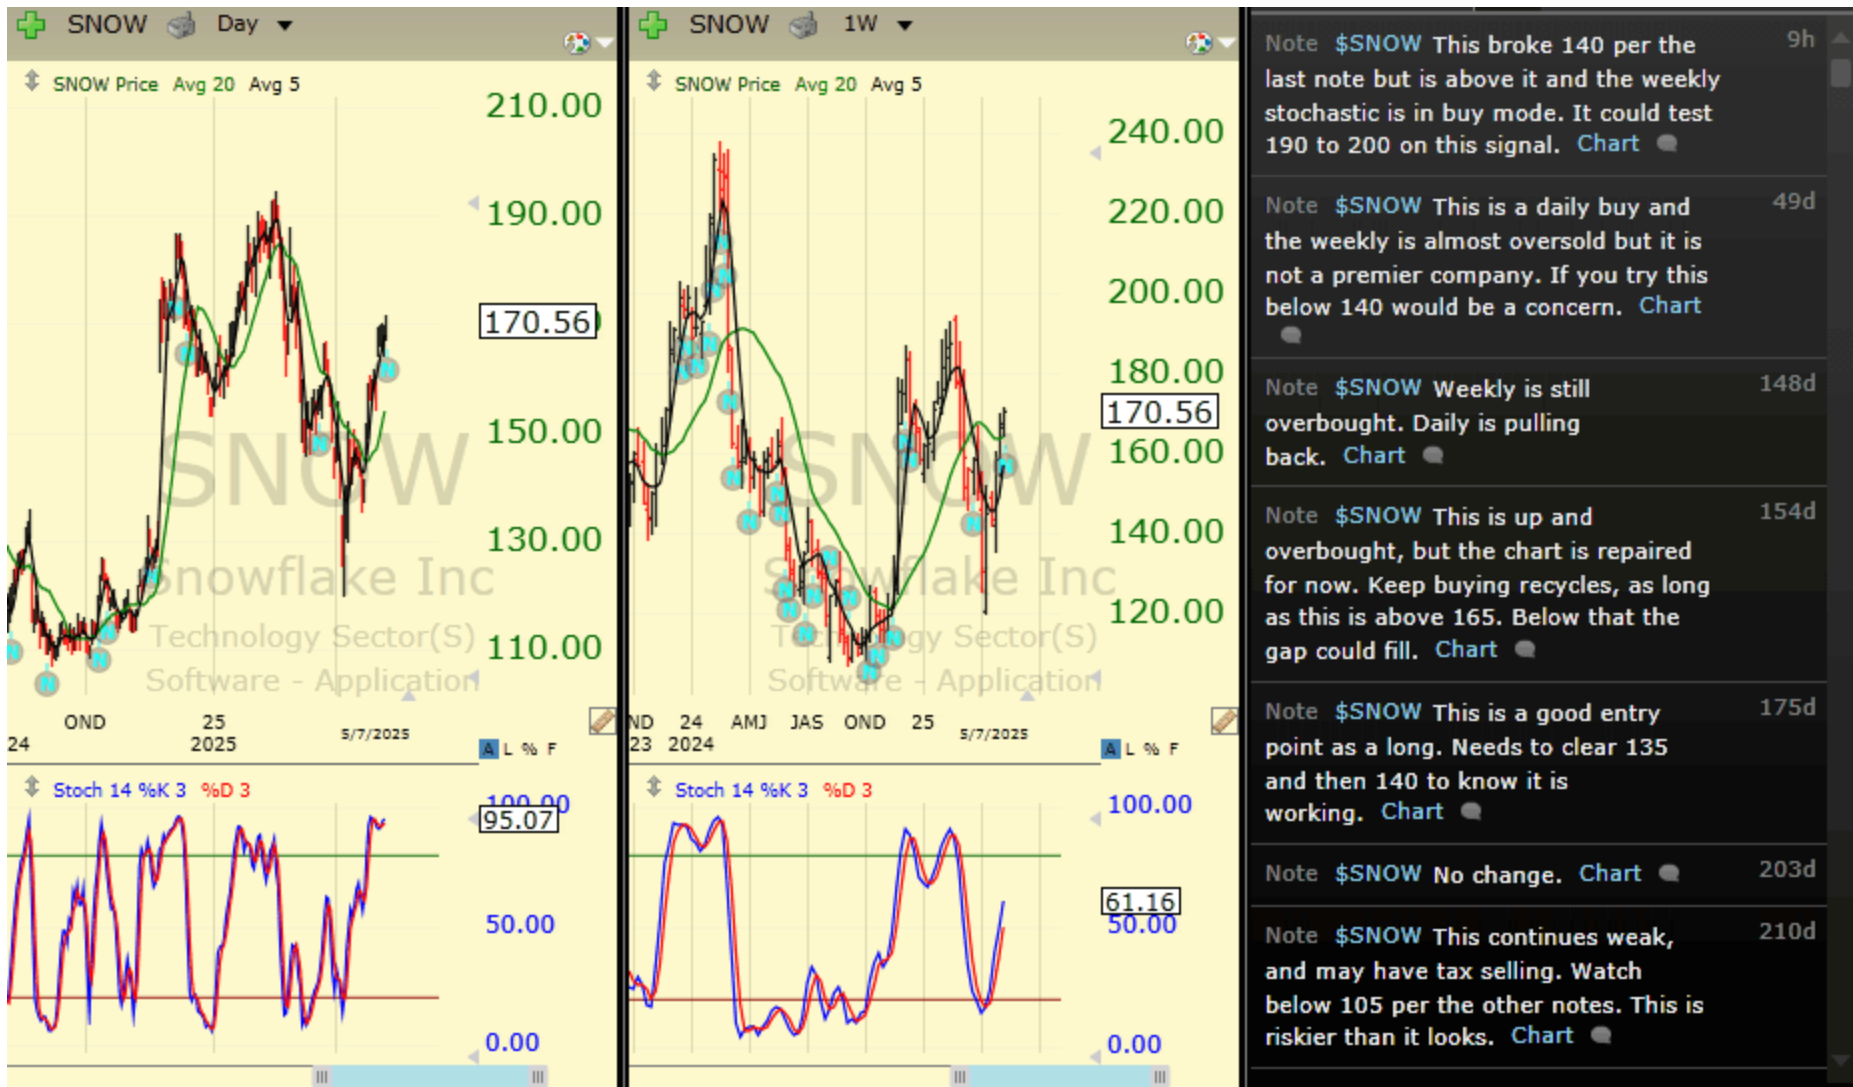 SNOW Day
SNOW Price Avg 20 Avg 5
210.00
190.00
170.56
150.00
130.00
110.00
SNOW
Snowflake Inc
Technology Sector(S)
Software - Application
OND 25
24 2025 5/7/2025
A L % F
Stoch 14 %K 3 %D 3
100.00
95.07
50.00
0.00
SNOW 1W
SNOW Price Avg 20 Avg 5
240.00
220.00
200.00
180.00
170.56
160.00
140.00
120.00
SNOW
Snowflake Inc
Technology Sector(S)
Software - Application
ND 24 AMJ JAS OND 25
23 2024 5/7/2025
A L % F
Stoch 14 %K 3 %D 3
100.00
61.16
50.00
0.00
Note $SNOW This broke 140 per the 9h
last note but is above it and the weekly
stochastic is in buy mode. It could test
190 to 200 on this signal. Chart
Note $SNOW This is a daily buy and 49d
the weekly is almost oversold but it is
not a premier company. If you try this
below 140 would be a concern. Chart
Note $SNOW Weekly is still 148d
overbought. Daily is pulling
back. Chart
Note $SNOW This is up and 154d
overbought, but the chart is repaired
for now. Keep buying recycles, as long
as this is above 165. Below that the
gap could fill. Chart
Note $SNOW This is a good entry 175d
point as a long. Needs to clear 135
and then 140 to know it is
working. Chart
Note $SNOW No change. Chart 203d
Note $SNOW This continues weak, 210d
and may have tax selling. Watch
below 105 per the other notes. This is
riskier than it looks. Chart